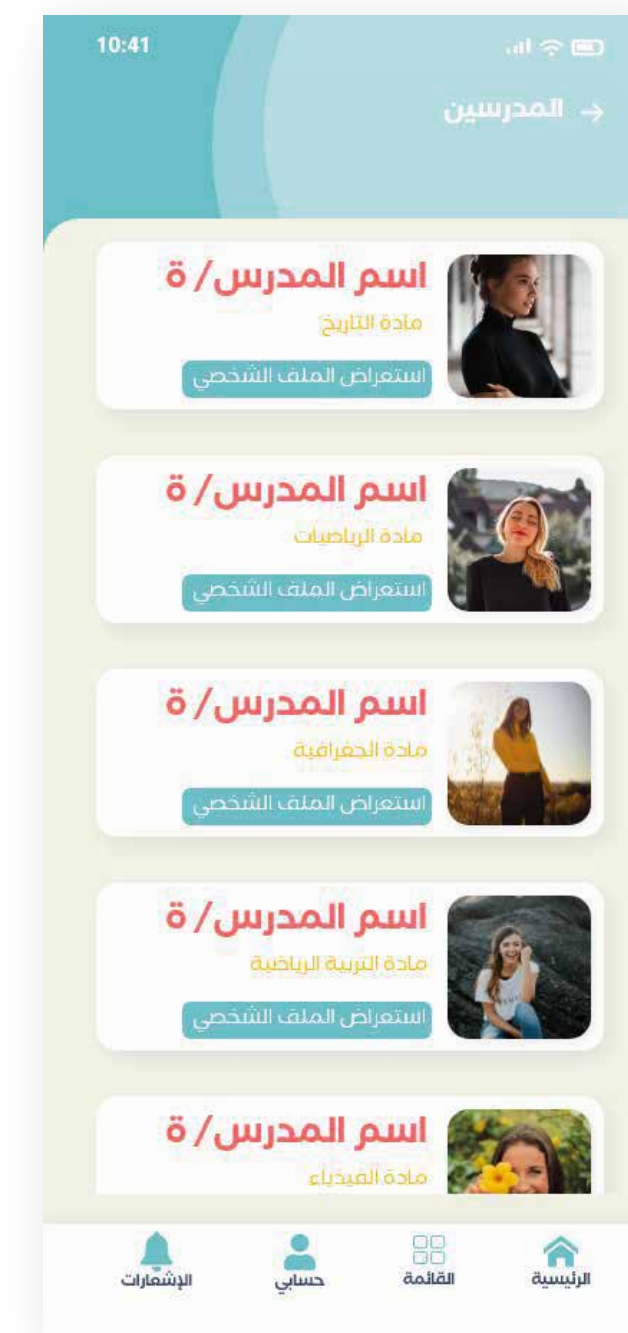 10:41
المدرسين
اسم المدرس/ة
مادة التاريخ
استعراض الملف الشخصي
اسم المدرس/ة
مادة الرياضيات
استعراض الملف الشخصي
اسم المدرس/ة
مادة الجغرافية
استعراض الملف الشخصي
اسم المدرس/ة
مادة التربية الرياضية
استعراض الملف الشخصي
اسم المدرس/ة
مادة الفيزياء
الرئيسية
القائمة
حسابي
الإشعارات